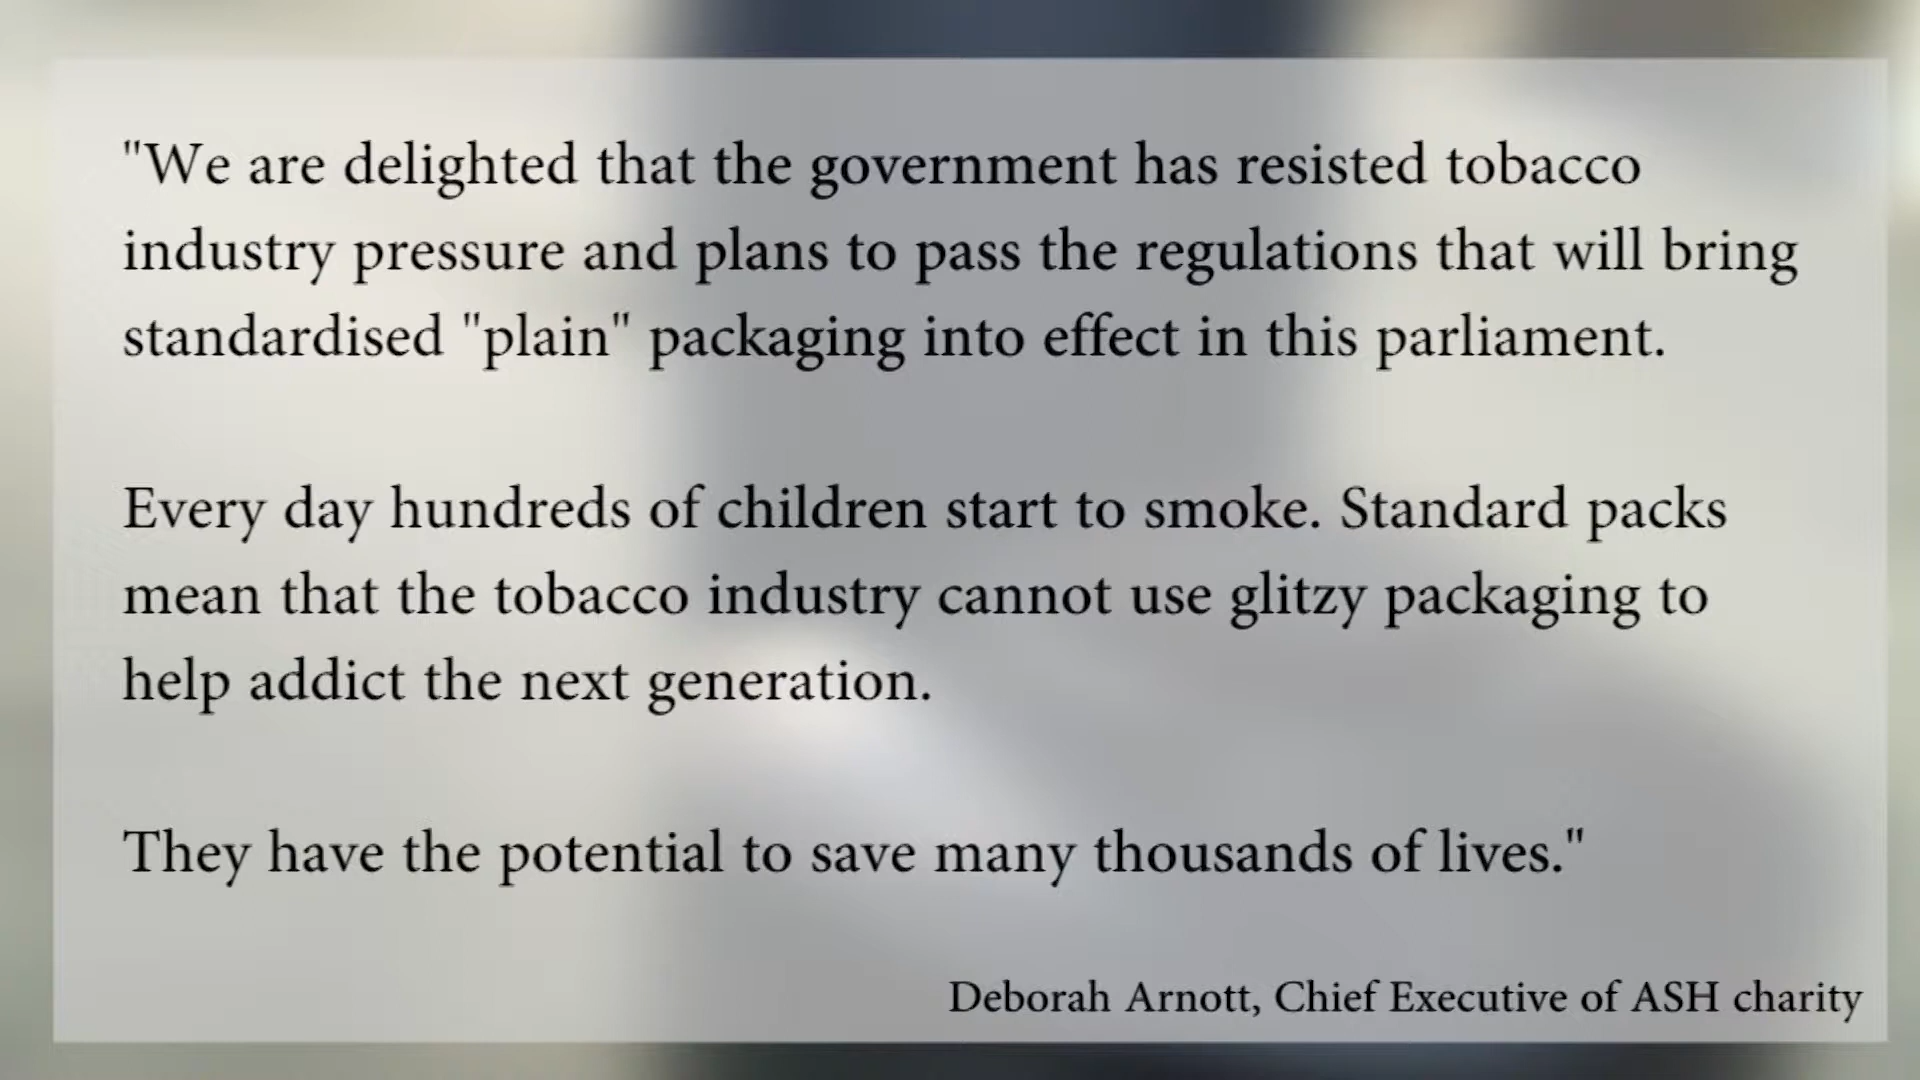 "We are delighted that the government has resisted tobacco
industry pressure and plans to pass the regulations that will bring
standardised "plain" packaging into effect in this parliament.
Every day hundreds of children start to smoke. Standard packs
mean that the tobacco industry cannot use glitzy packaging to
help addict the next generation.
They have the potential to save many thousands of lives."
Deborah Arnott, Chief Executive of ASH charity